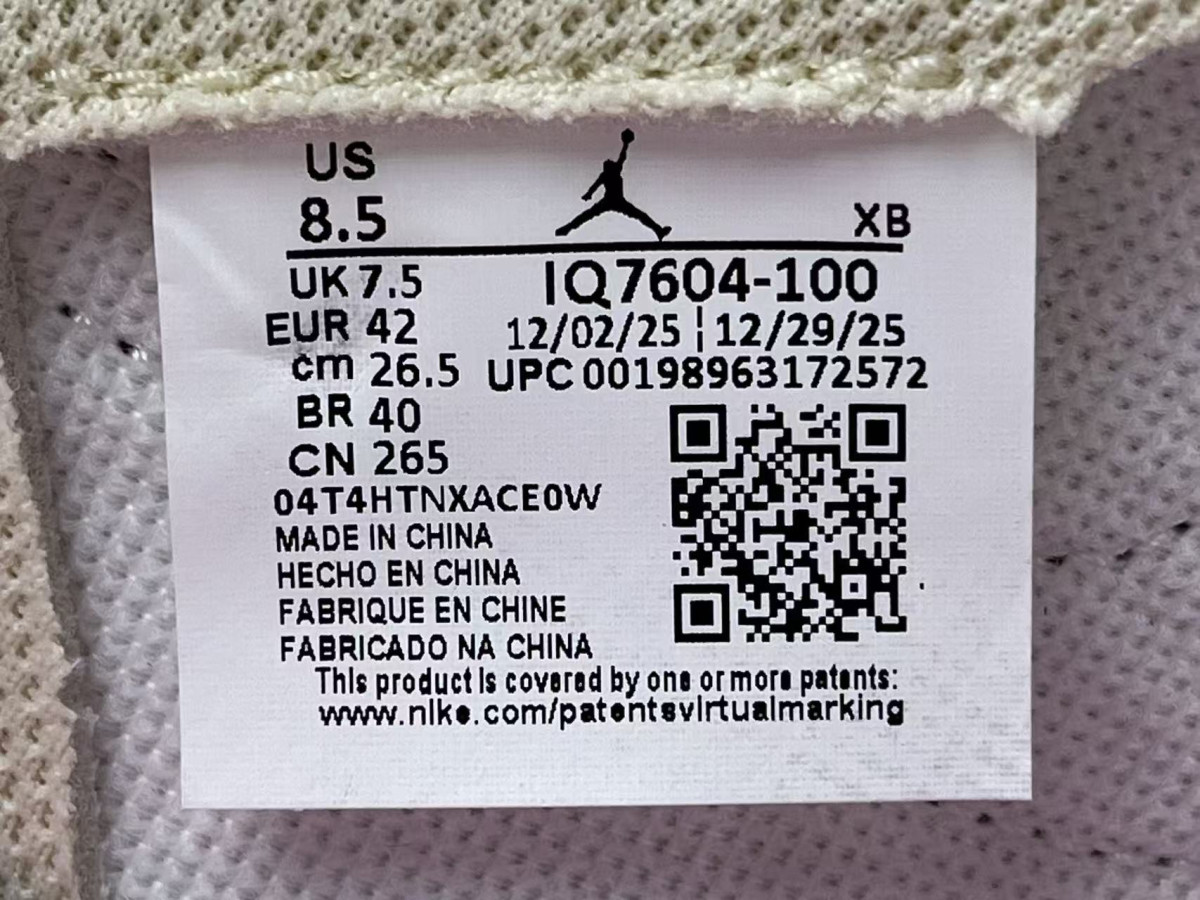 US
8.5 XB
UK 7.5 IQ7604-100
EUR 42 12/02/25 | 12/29/25
cm 26.5 UPC 00198963172572
BR 40
CN 265
04T4HTNXACE0W
MADE IN CHINA
HECHO EN CHINA
FABRIQUE EN CHINE
FABRICADO NA CHINA
This product is covered by one or more patents:
www.nike.com/patentsvirtualmarking